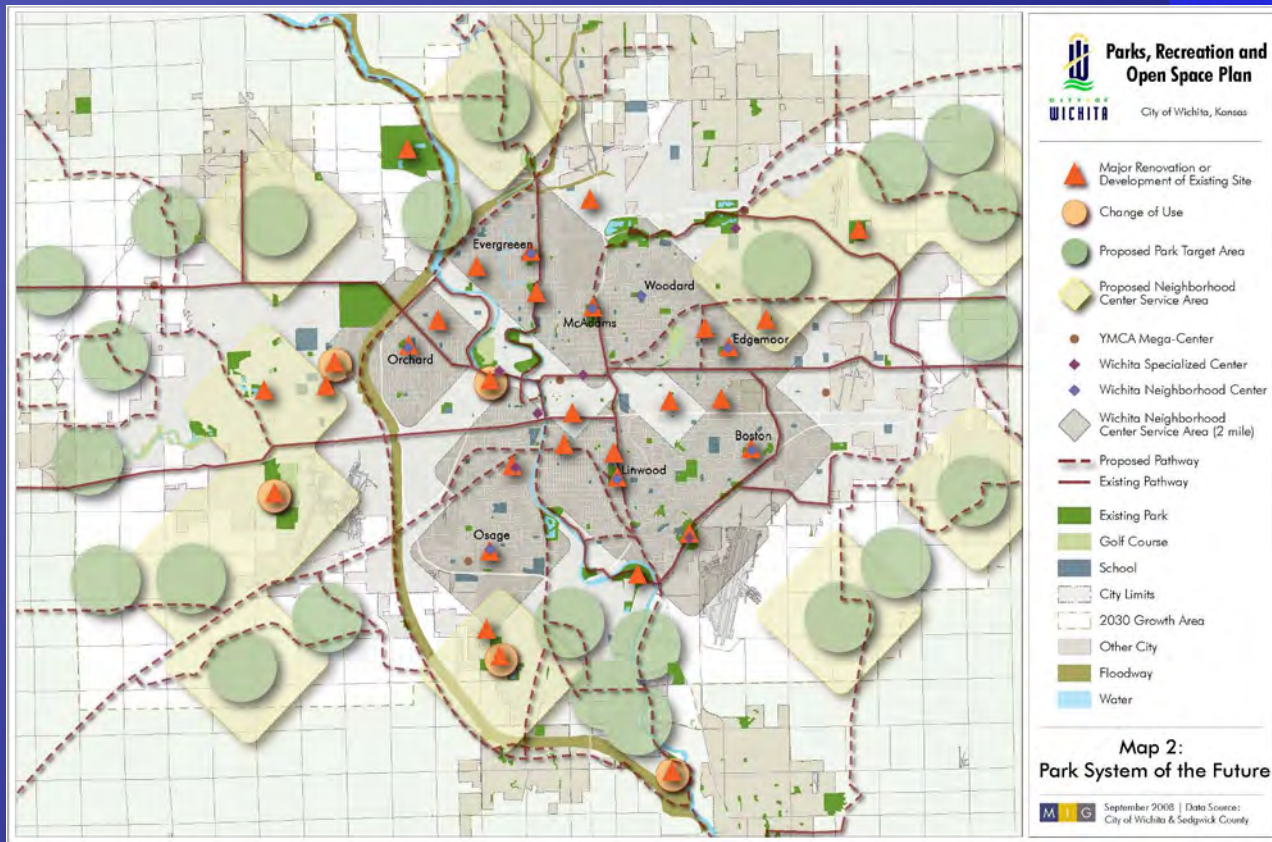 Evergreeen
Woodard
McAdams
Edgemoor
Orchard
Boston
Linwood
Osage
CITY OF
WICHITA
Parks, Recreation and
Open Space Plan
City of Wichita, Kansas
Major Renovation or
Development of Existing Site
Change of Use
Proposed Park Target Area
Proposed Neighborhood
Center Service Area
YMCA Mega-Center
Wichita Specialized Center
Wichita Neighborhood Center
Wichita Neighborhood
Center Service Area (2 mile)
Proposed Pathway
Existing Pathway
Existing Park
Golf Course
School
City Limits
2030 Growth Area
Other City
Floodway
Water
Map 2:
Park System of the Future
MIG
September 2008 | Data Source:
City of Wichita & Sedgwick County